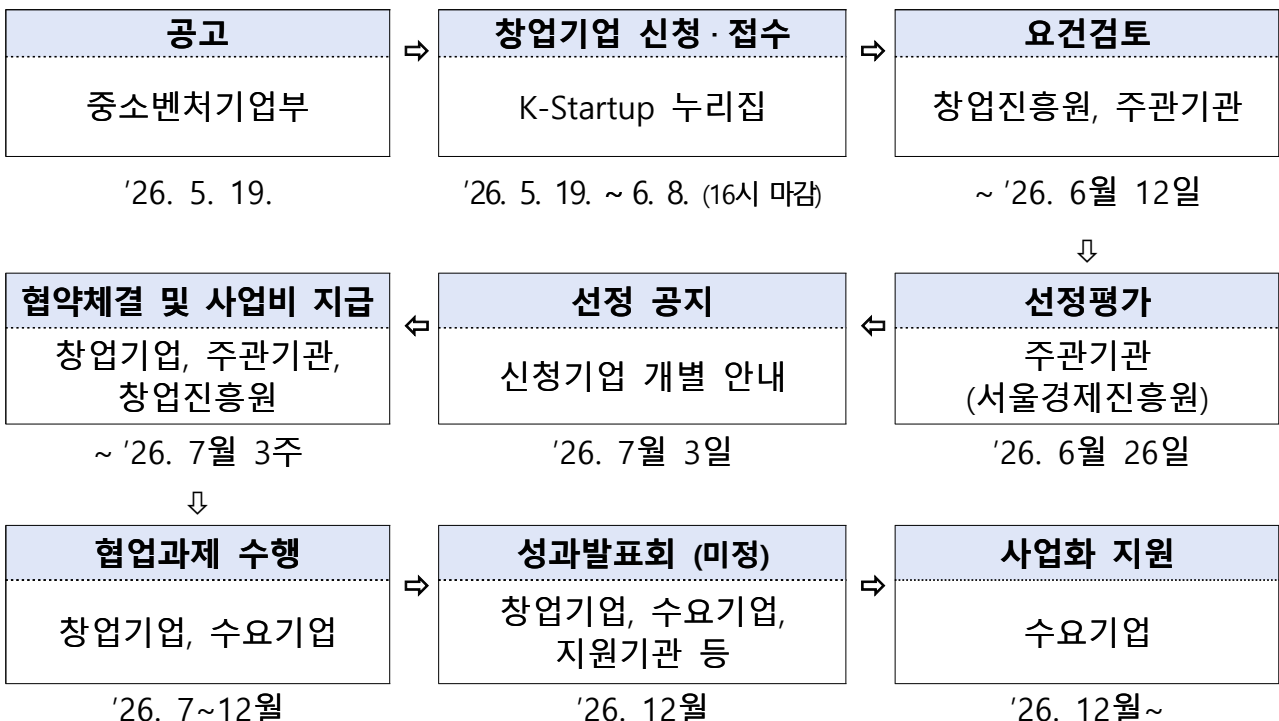 공고
⇨
창업기업 신청 · 접수
⇨
요건검토
중소벤처기업부
K-Startup 누리집
창업진흥원, 주관기관
'26. 5. 19.
'26. 5. 19. ~ 6. 8. (16시 마감)
~ '26. 6월 12일
⇩
협약체결 및 사업비 지급
⇦
선정 공지
⇦
선정평가
창업기업, 주관기관,
창업진흥원
신청기업 개별 안내
주관기관
(서울경제진흥원)
~ '26. 7월 3주
'26. 7월 3일
'26. 6월 26일
⇩
협업과제 수행
⇨
성과발표회 (미정)
⇨
사업화 지원
창업기업, 수요기업
창업기업, 수요기업,
지원기관 등
수요기업
'26. 7~12월
'26. 12월
'26. 12월~